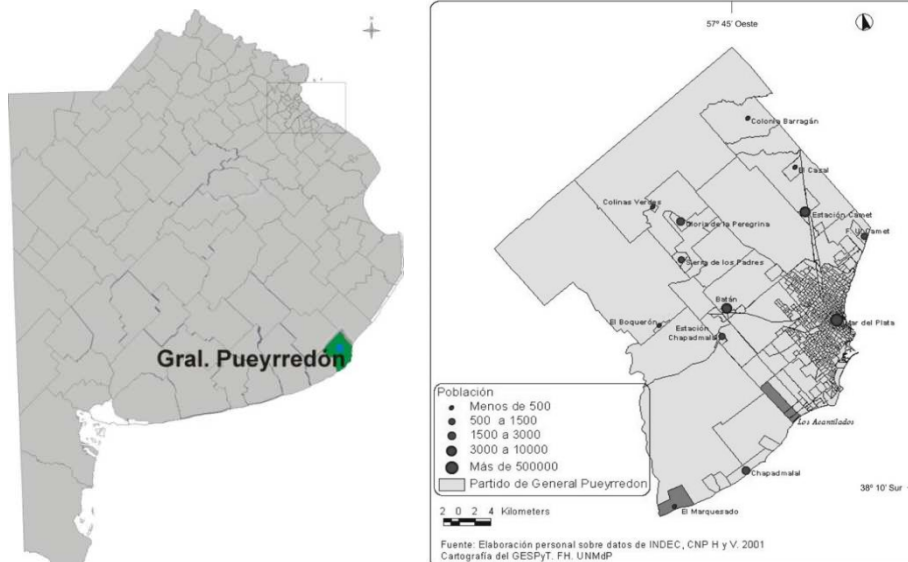 Gral. Pueyrredón
57º 45' Oeste
Colonia Barragán
El Casal
Colinas Verdes
Gloria de la Peregrina
Estación Camet
F. U. Camet
Sierra de los Padres
Batán
El Boquerón
Estación
Chapadmalal
Mar del Plata
Los Acantilados
Chapadmalal
El Marquesado
38º 10' Sur
Población
Menos de 500
500 a 1500
1500 a 3000
3000 a 10000
Más de 500000
Partido de General Pueyrredon
2 0 2 4 Kilometers
Fuente: Elaboración personal sobre datos de INDEC, CNP H y V. 2001
Cartografía del GESPyT. FH. UNMdP